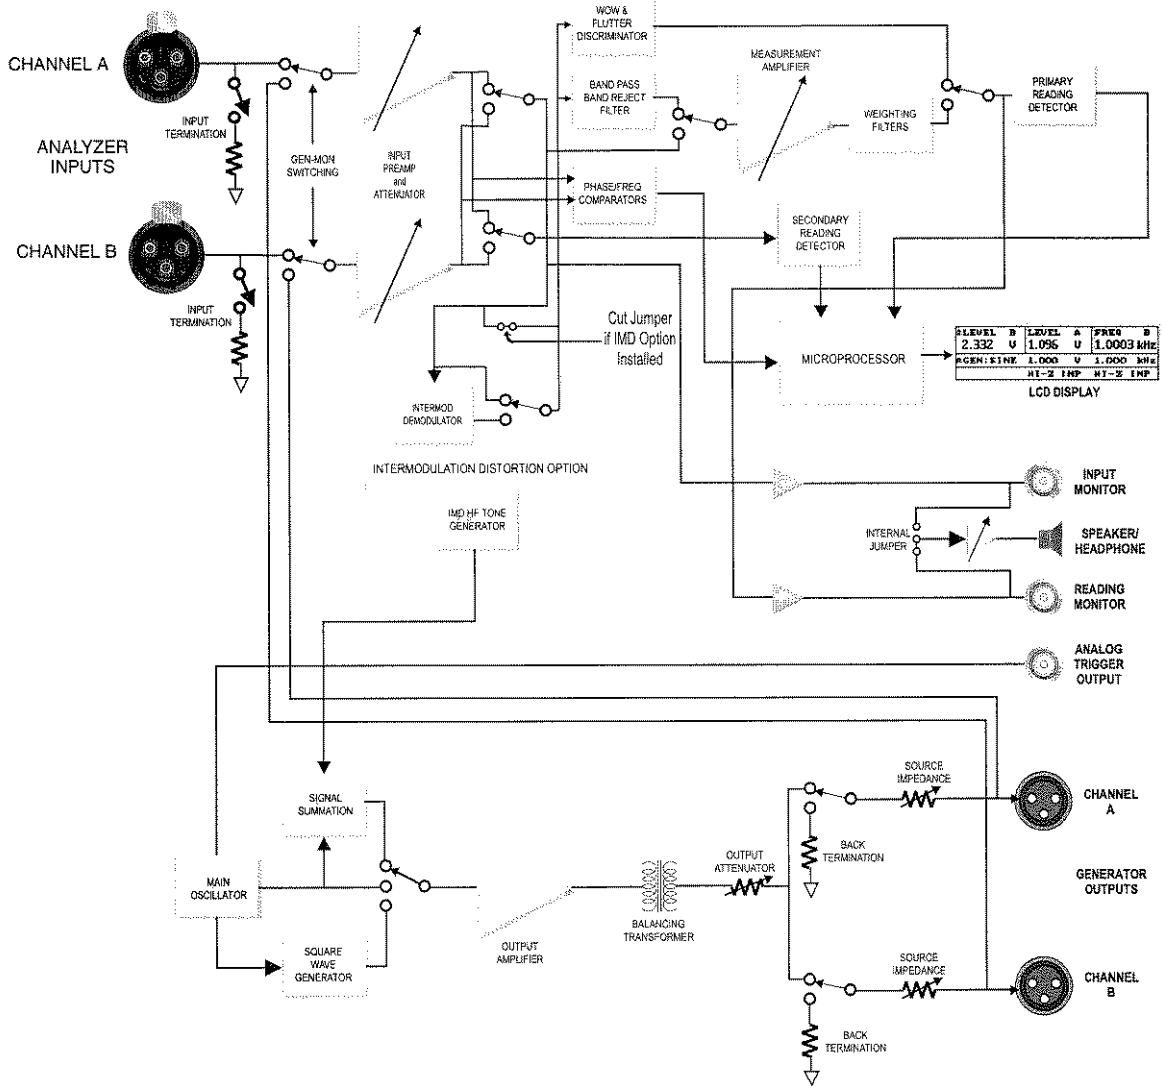 CHANNEL A
ANALYZER
INPUTS
CHANNEL B
INPUT
TERMINATION
INPUT
TERMINATION
GEN-MON
SWITCHING
INPUT
PREAMP
and
ATTENUATOR
WOW &
FLUTTER
DISCRIMINATOR
BAND PASS
BAND REJECT
FILTER
PHASE/FREQ
COMPARATORS
MEASUREMENT
AMPLIFIER
WEIGHTING
FILTERS
PRIMARY
READING
DETECTOR
SECONDARY
READING
DETECTOR
MICROPROCESSOR
LEVEL B LEVEL A FREQ B
2.332 V 1.096 V 1.0003 kHz
GEN:SINE 1.000 V 1.000 kHz
HI-Z INP HI-Z INP
LCD DISPLAY
Cut Jumper
if IMD Option
Installed
INTERMOD
DEMODULATOR
INTERMODULATION DISTORTION OPTION
IMD HF TONE
GENERATOR
INPUT
MONITOR
INTERNAL
JUMPER
SPEAKER/
HEADPHONE
READING
MONITOR
ANALOG
TRIGGER
OUTPUT
SIGNAL
SUMMATION
MAIN
OSCILLATOR
SQUARE
WAVE
GENERATOR
OUTPUT
AMPLIFIER
BALANCING
TRANSFORMER
OUTPUT
ATTENUATOR
SOURCE
IMPEDANCE
BACK
TERMINATION
CHANNEL
A
GENERATOR
OUTPUTS
SOURCE
IMPEDANCE
BACK
TERMINATION
CHANNEL
B